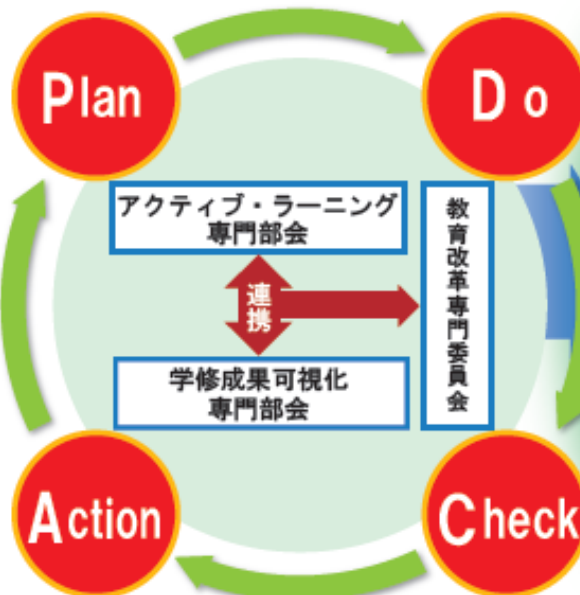 Plan
Do
アクティブ・ラーニング
専門部会
教育改革専門委員会
連携
学修成果可視化
専門部会
Action
Check